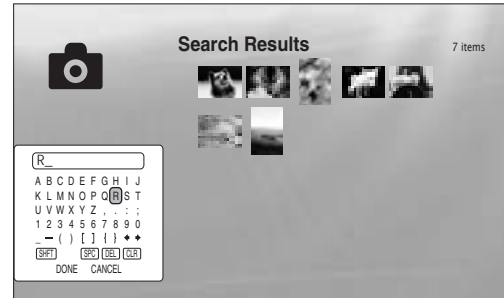 Search Results
7 items
R_
A B C D E F G H I J
K L M N O P Q R S T
U V W X Y Z , . : ;
1 2 3 4 5 6 7 8 9 0
_ – ( ) [ ] { }
SHFT SPC DEL CLR
DONE CANCEL